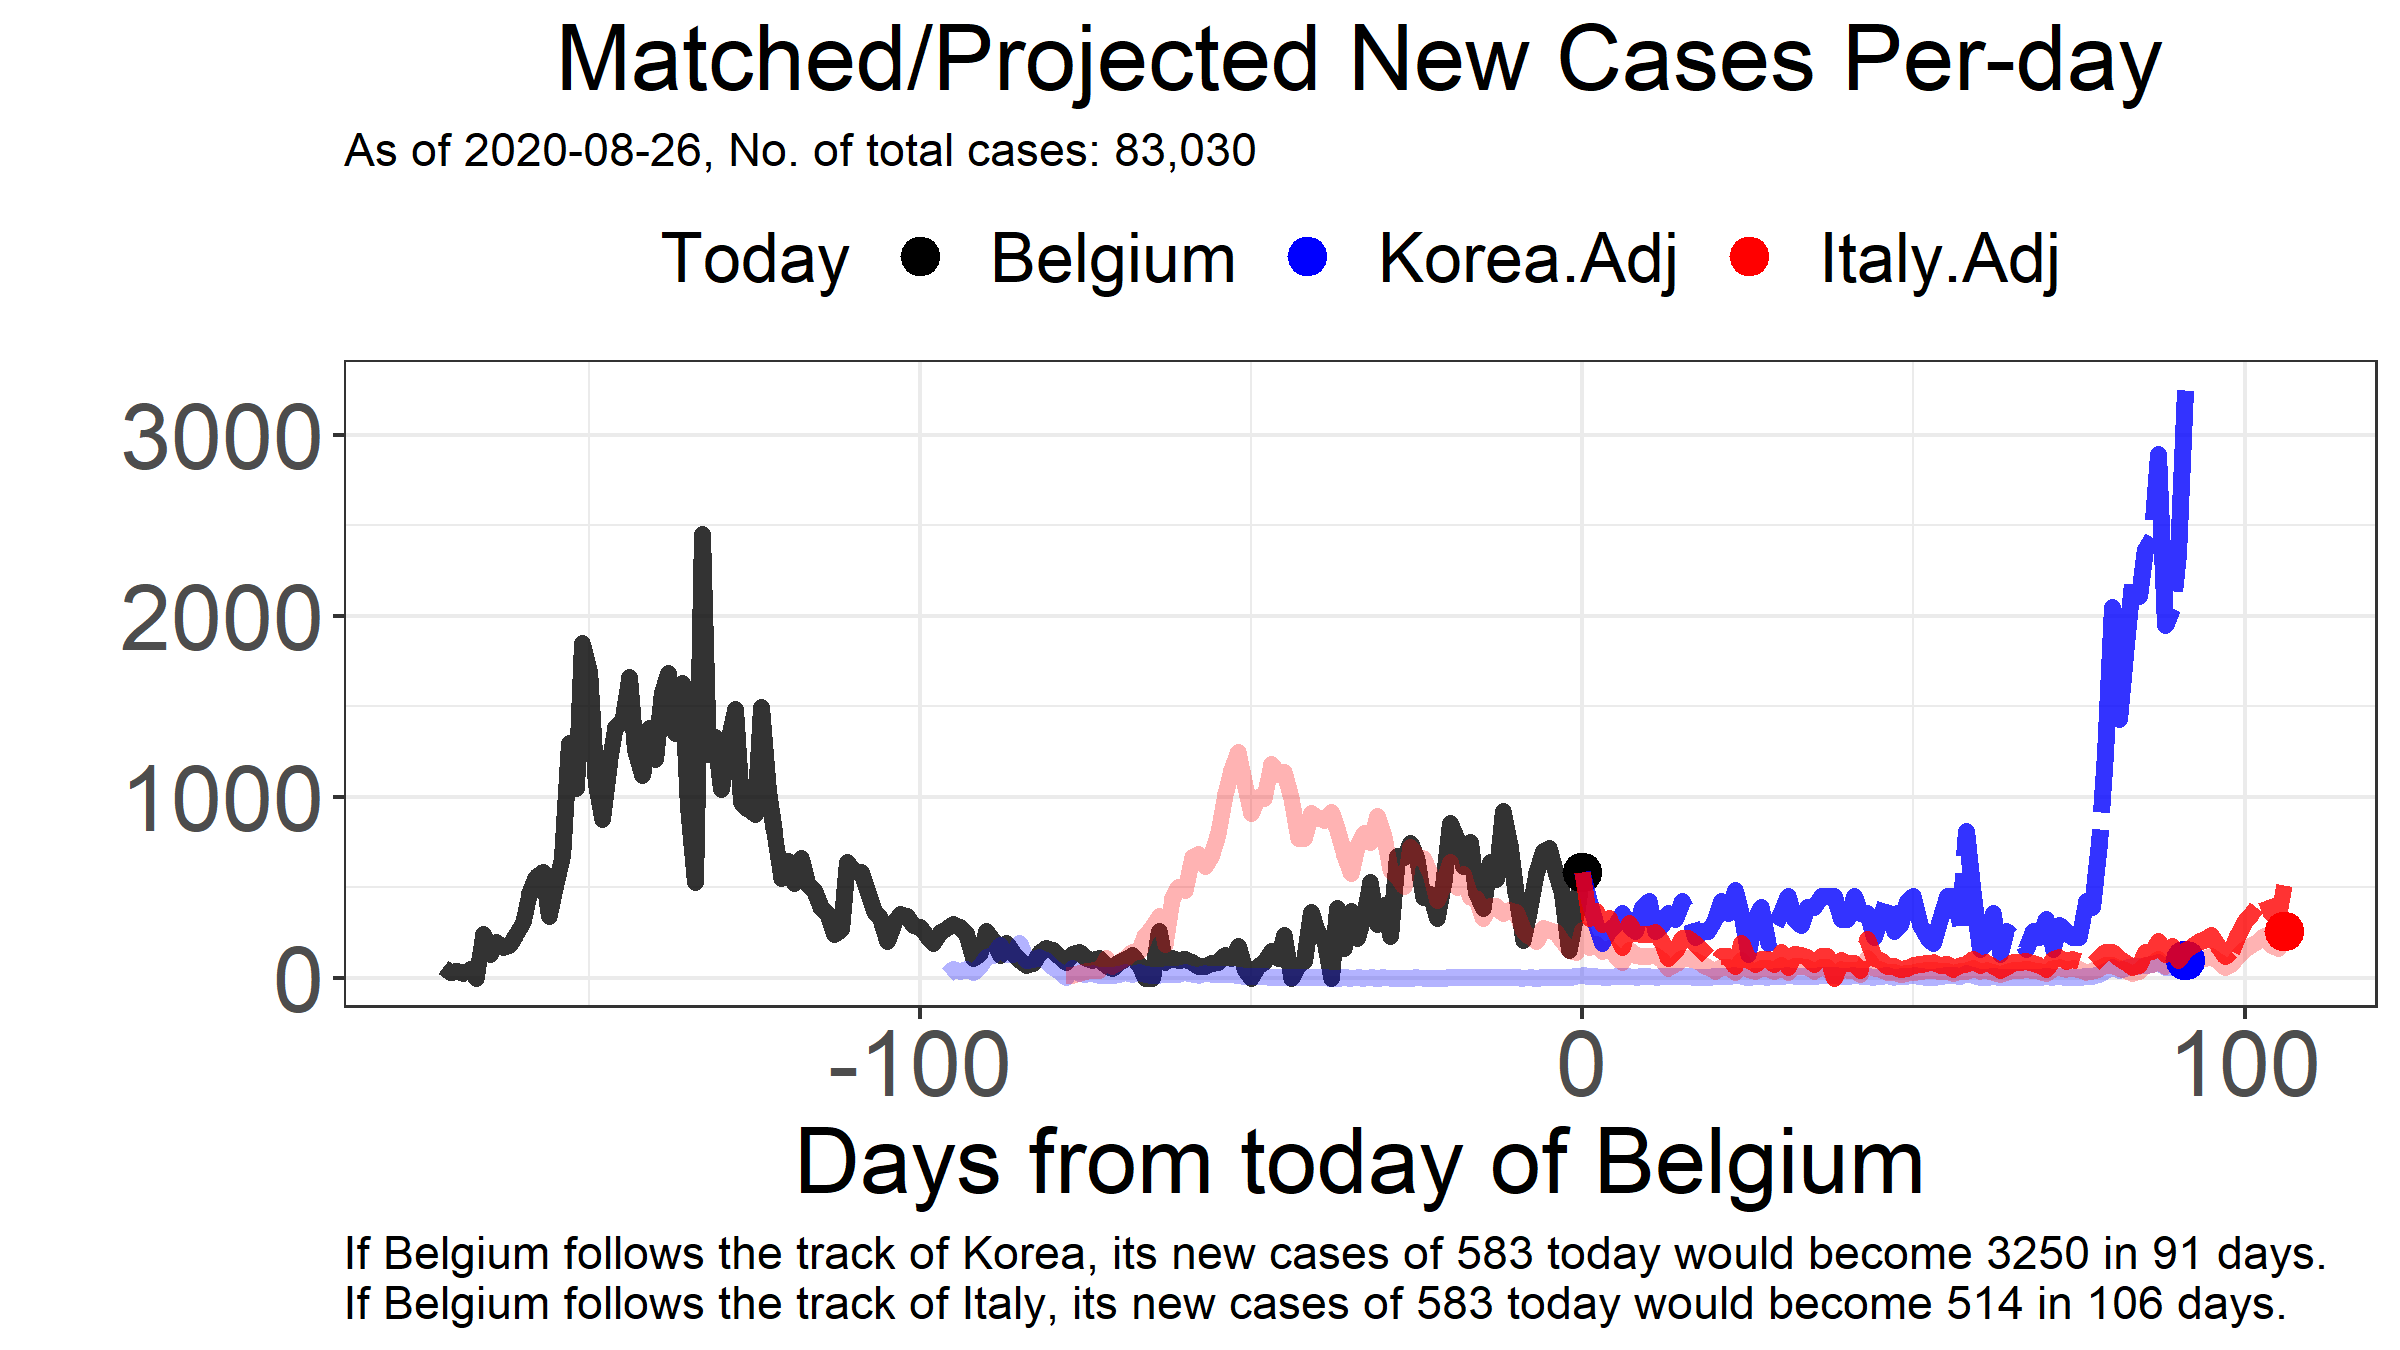 Matched/Projected New Cases Per-day
As of 2020-08-26, No. of total cases: 83,030
Today Belgium Korea.Adj Italy.Adj
3000
2000
1000
0
-100 0 100
Days from today of Belgium
If Belgium follows the track of Korea, its new cases of 583 today would become 3250 in 91 days.
If Belgium follows the track of Italy, its new cases of 583 today would become 514 in 106 days.